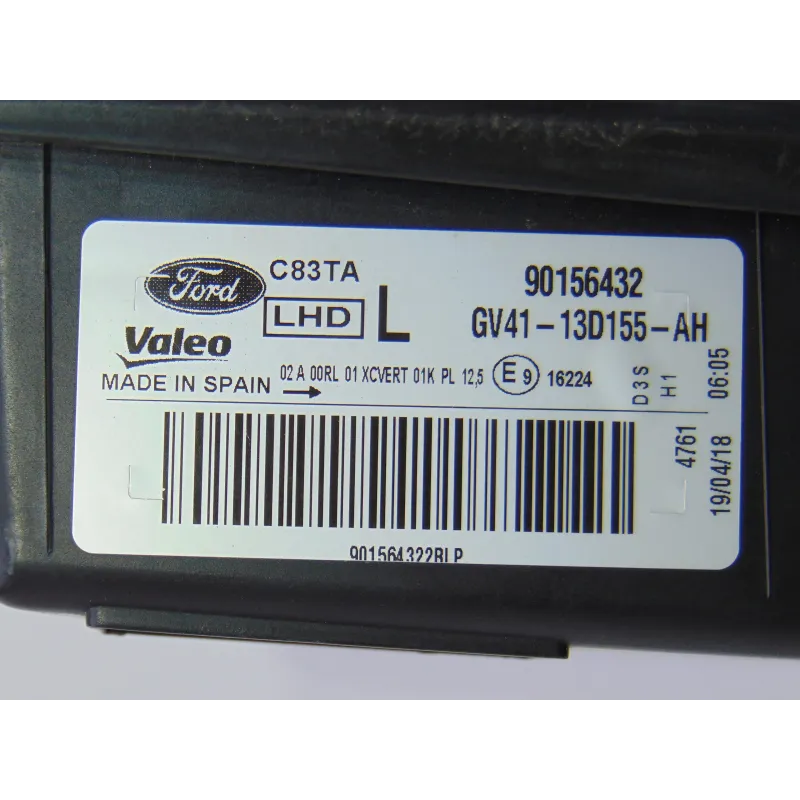 Ford C83TA 90156432
LHD L GV41-13D155-AH
Valeo
MADE IN SPAIN 02 A 00RL 01 XCVERT 01K PL 12,5 E9 16224
D3S
H1
4761
19/04/18 06:05
901564322BLP